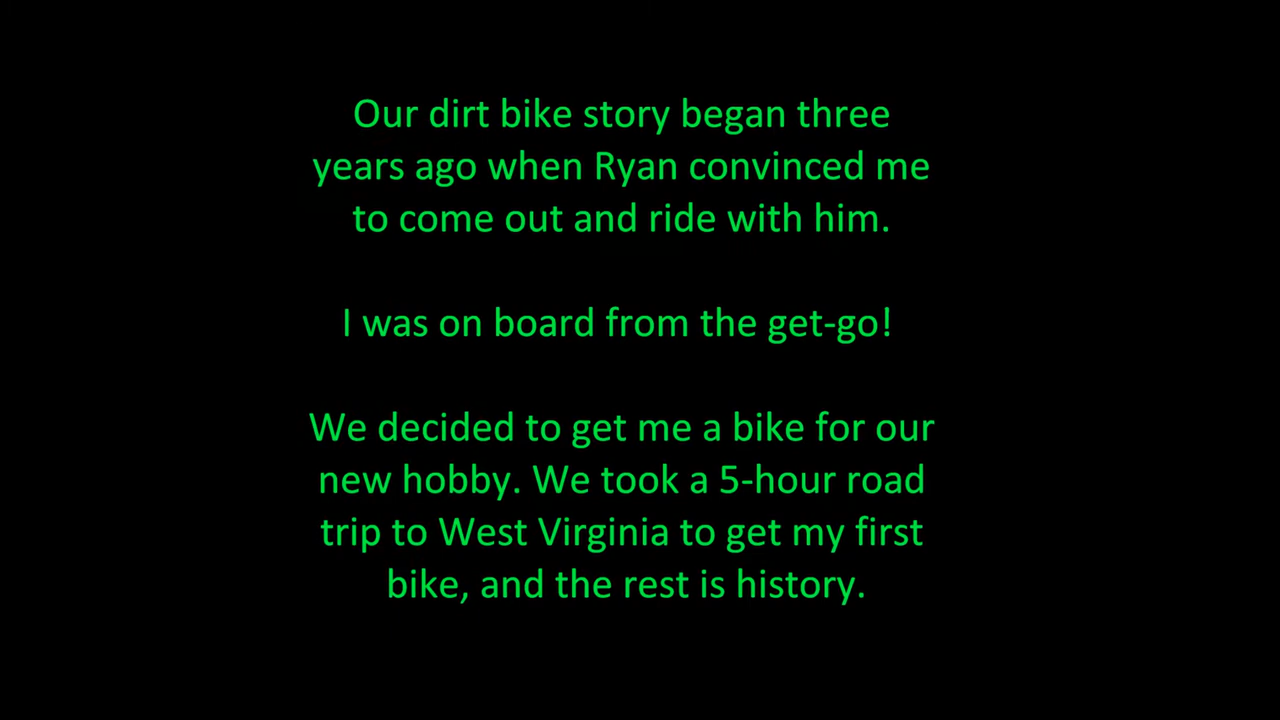 Our dirt bike story began three
years ago when Ryan convinced me
to come out and ride with him.
I was on board from the get-go!
We decided to get me a bike for our
new hobby. We took a 5-hour road
trip to West Virginia to get my first
bike, and the rest is history.